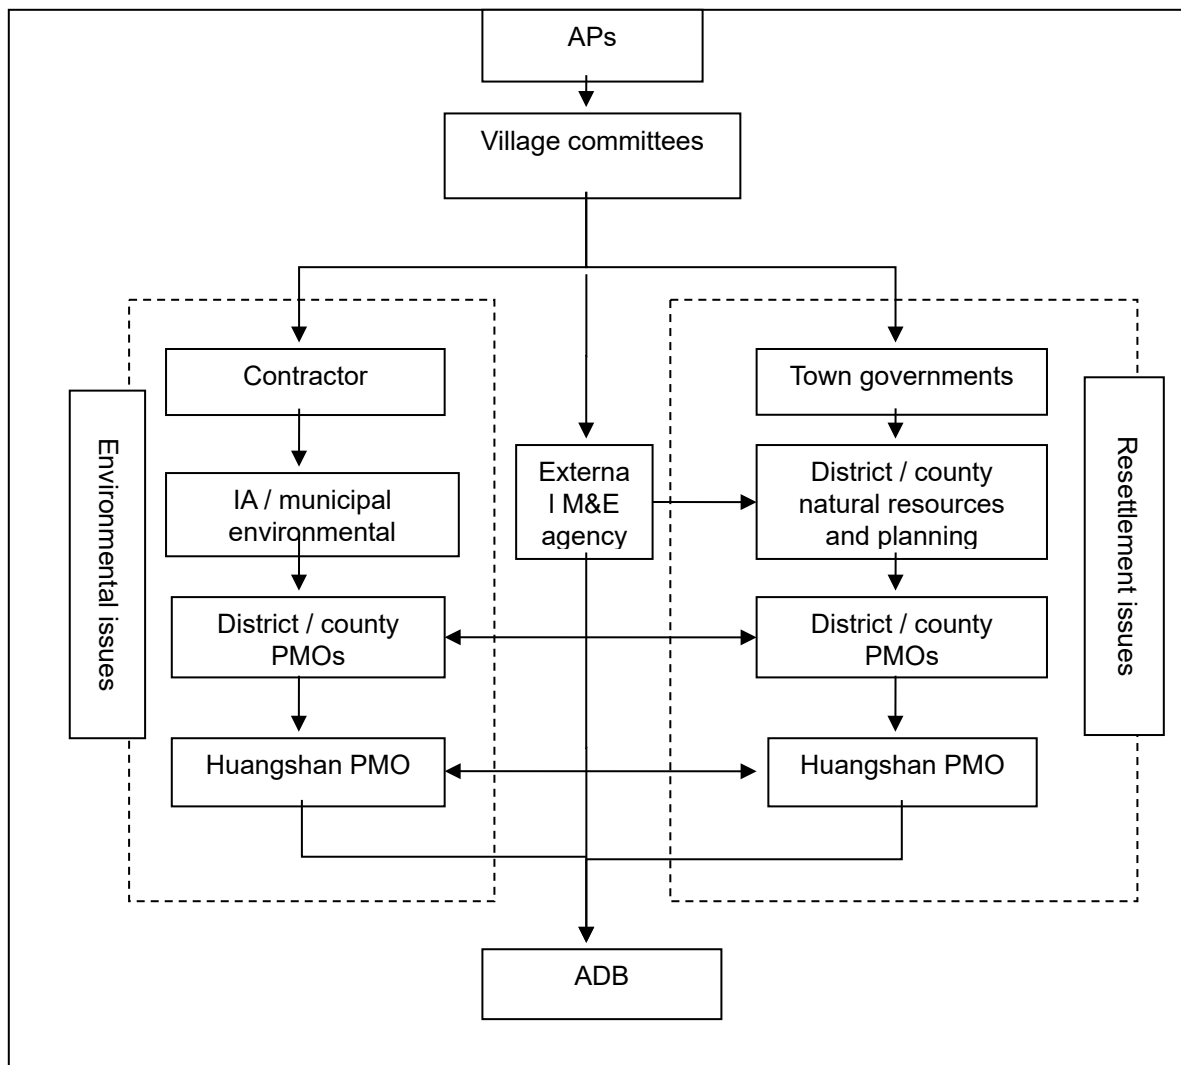 APs
Village committees
Contractor
Town governments
Environmental issues
IA / municipal
environmental
Externa
l M&E
agency
District / county
natural resources
and planning
Resettlement issues
District / county
PMOs
District / county
PMOs
Huangshan PMO
Huangshan PMO
ADB